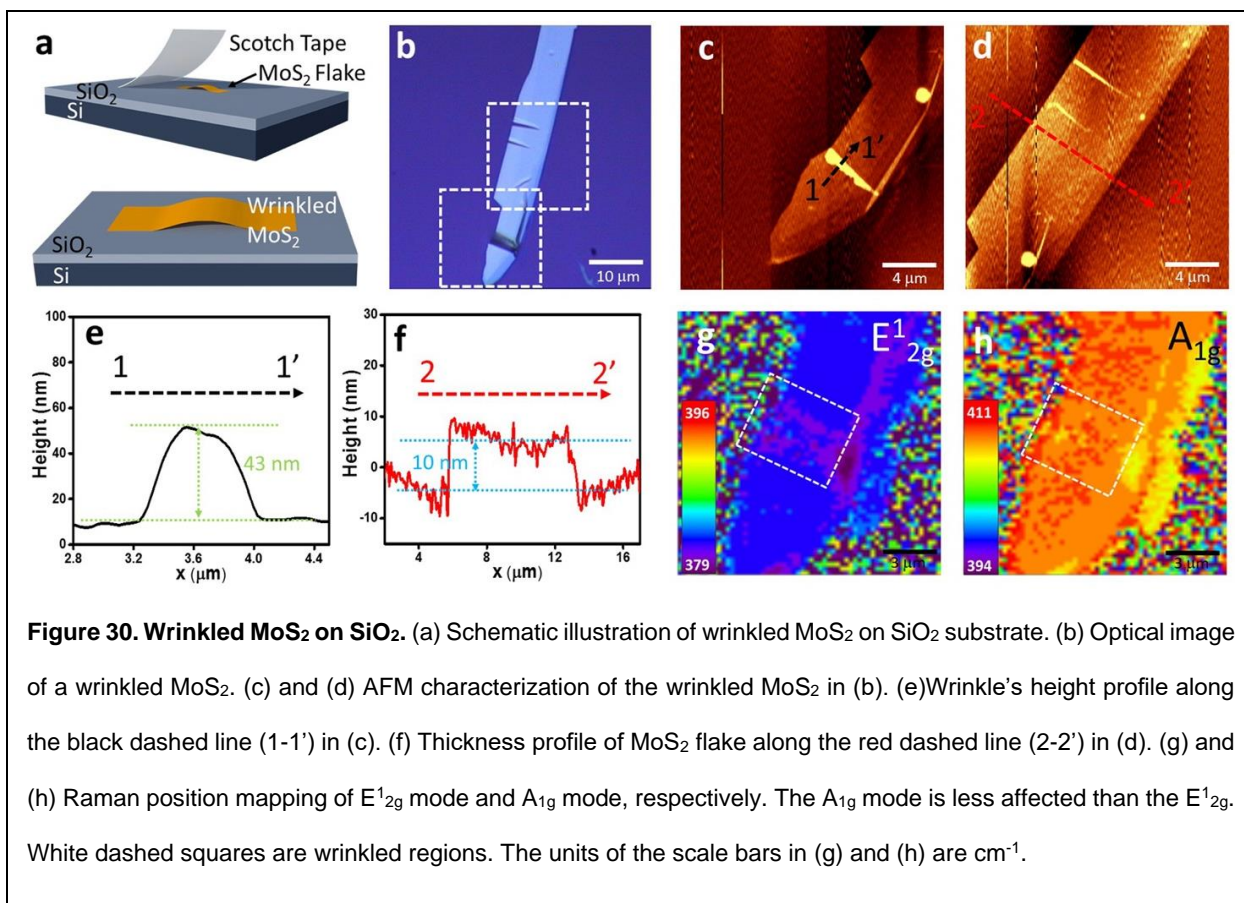 a
Scotch Tape
MoS₂ Flake
SiO₂
Si
Wrinkled
MoS₂
SiO₂
Si
b
10 μm
c
1
1’
4 μm
d
2
2’
4 μm
e
1
1’
43 nm
Height (nm)
100
80
60
40
20
0
2.8
3.2
3.6
4.0
4.4
x (μm)
f
2
2’
10 nm
Height (nm)
30
20
10
0
-10
4
8
12
16
x (μm)
g
E¹₂g
396
379
3 μm
h
A₁g
411
394
3 μm
Figure 30. Wrinkled MoS₂ on SiO₂. (a) Schematic illustration of wrinkled MoS₂ on SiO₂ substrate. (b) Optical image
of a wrinkled MoS₂. (c) and (d) AFM characterization of the wrinkled MoS₂ in (b). (e)Wrinkle’s height profile along
the black dashed line (1-1’) in (c). (f) Thickness profile of MoS₂ flake along the red dashed line (2-2’) in (d). (g) and
(h) Raman position mapping of E¹₂g mode and A₁g mode, respectively. The A₁g mode is less affected than the E¹₂g.
White dashed squares are wrinkled regions. The units of the scale bars in (g) and (h) are cm⁻¹.